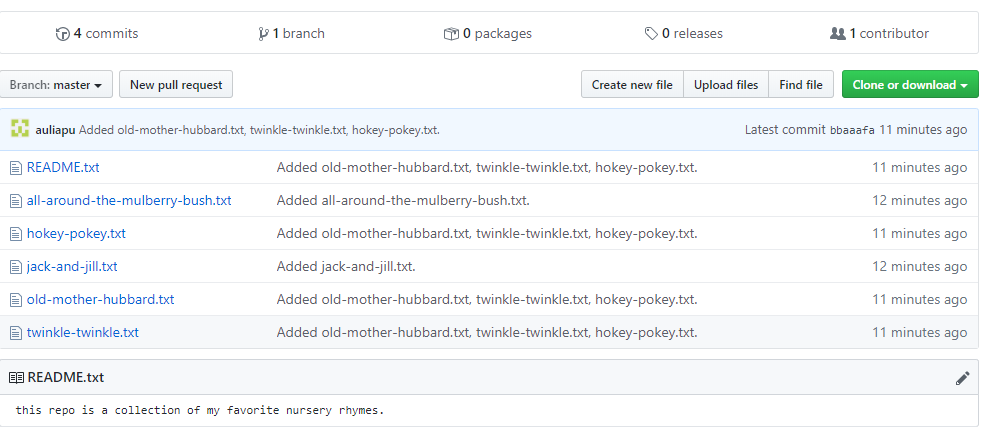 4 commits 1 branch 0 packages 0 releases 1 contributor
Branch: master New pull request Create new file Upload files Find file Clone or download
auliapu Added old-mother-hubbard.txt, twinkle-twinkle.txt, hokey-pokey.txt. Latest commit bbaaafa 11 minutes ago
README.txt Added old-mother-hubbard.txt, twinkle-twinkle.txt, hokey-pokey.txt. 11 minutes ago
all-around-the-mulberry-bush.txt Added all-around-the-mulberry-bush.txt. 12 minutes ago
hokey-pokey.txt Added old-mother-hubbard.txt, twinkle-twinkle.txt, hokey-pokey.txt. 11 minutes ago
jack-and-jill.txt Added jack-and-jill.txt. 12 minutes ago
old-mother-hubbard.txt Added old-mother-hubbard.txt, twinkle-twinkle.txt, hokey-pokey.txt. 11 minutes ago
twinkle-twinkle.txt Added old-mother-hubbard.txt, twinkle-twinkle.txt, hokey-pokey.txt. 11 minutes ago
README.txt
this repo is a collection of my favorite nursery rhymes.